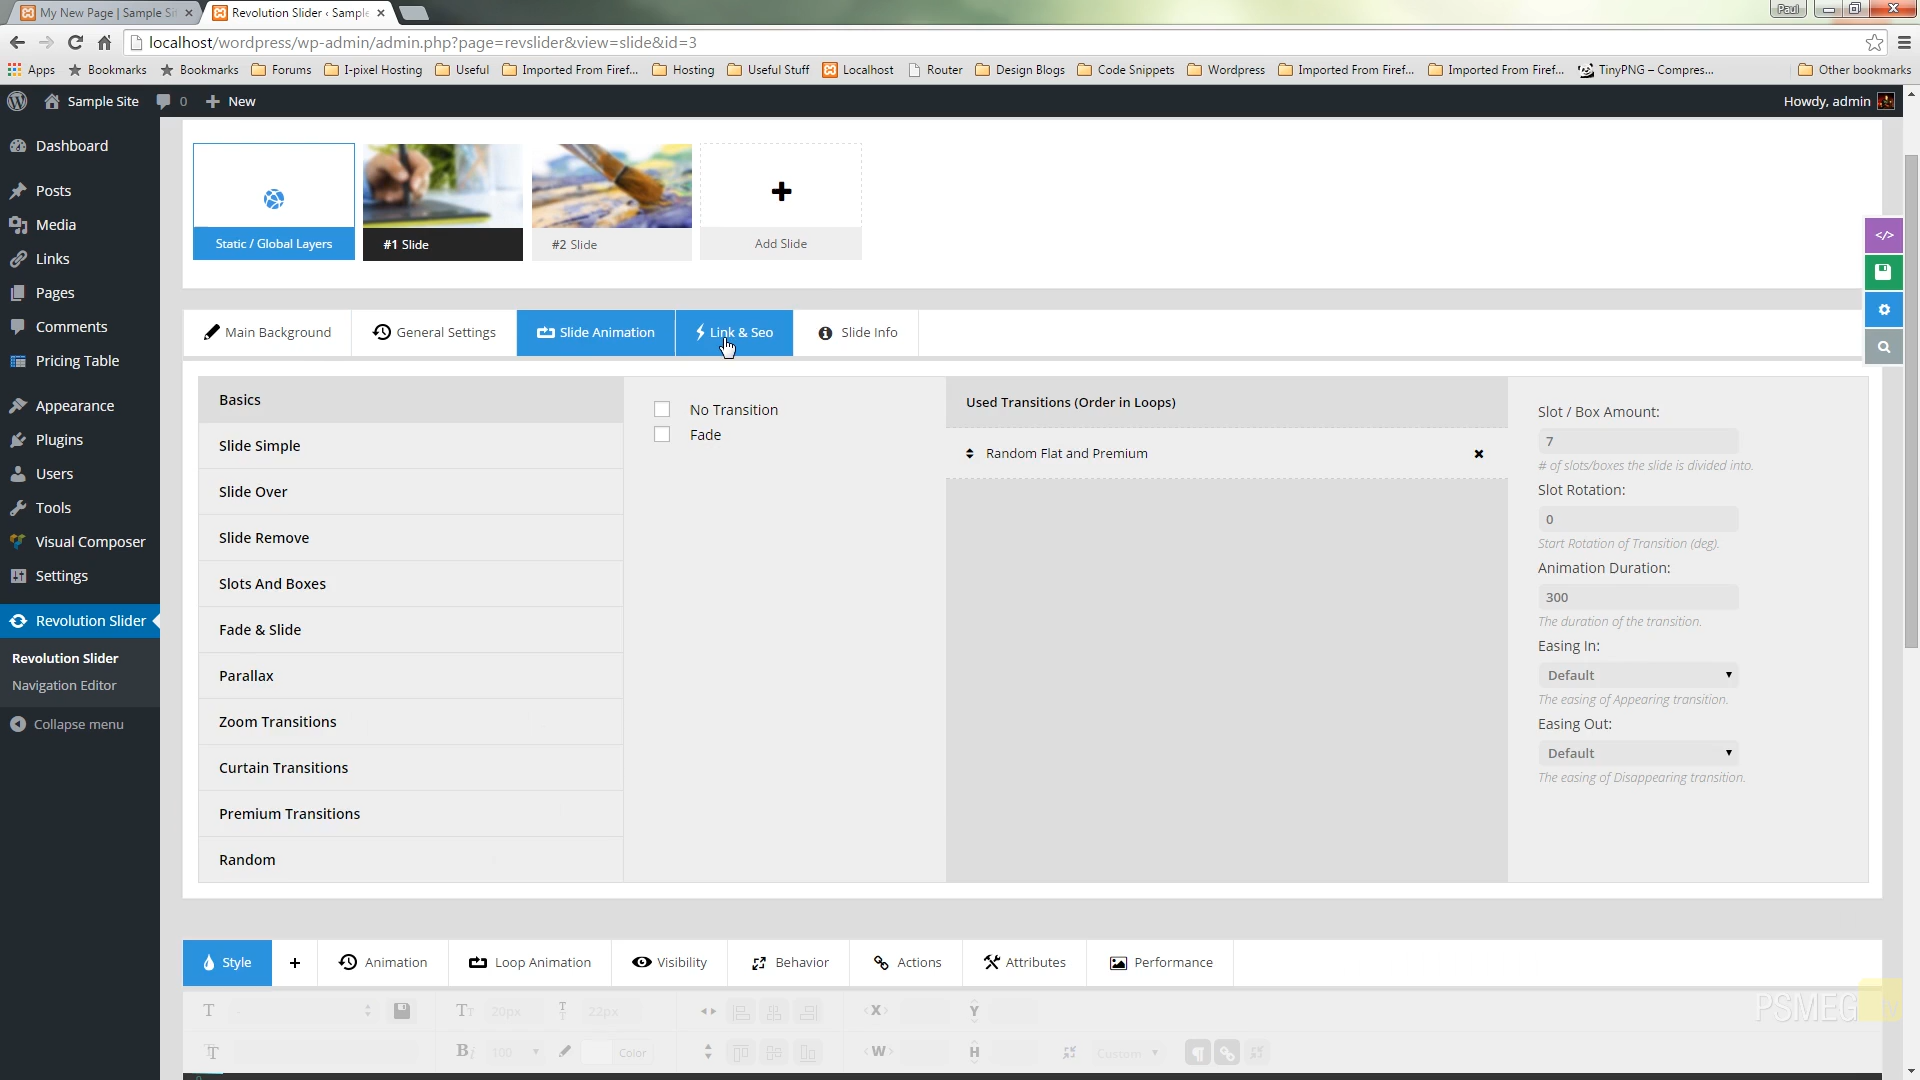 My New Page | Sample Si
Revolution Slider ‹ Sample
Paul
localhost/wordpress/wp-admin/admin.php?page=revslider&view=slide&id=3
Apps
Bookmarks
Bookmarks
Forums
I-pixel Hosting
Useful
Imported From Firef...
Hosting
Useful Stuff
Localhost
Router
Design Blogs
Code Snippets
Wordpress
Imported From Firef...
Imported From Firef...
TinyPNG – Compres...
Other bookmarks
Sample Site
0
New
Howdy, admin
Dashboard
Posts
Media
Links
Pages
Comments
Pricing Table
Appearance
Plugins
Users
Tools
Visual Composer
Settings
Revolution Slider
Revolution Slider
Navigation Editor
Collapse menu
Static / Global Layers
#1 Slide
#2 Slide
Add Slide
</>
Main Background
General Settings
Slide Animation
Link & Seo
Slide Info
Basics
Slide Simple
Slide Over
Slide Remove
Slots And Boxes
Fade & Slide
Parallax
Zoom Transitions
Curtain Transitions
Premium Transitions
Random
No Transition
Fade
Used Transitions (Order in Loops)
Random Flat and Premium
Slot / Box Amount:
7
# of slots/boxes the slide is divided into.
Slot Rotation:
0
Start Rotation of Transition (deg).
Animation Duration:
300
The duration of the transition.
Easing In:
Default
The easing of Appearing transition.
Easing Out:
Default
The easing of Disappearing transition.
Style
Animation
Loop Animation
Visibility
Behavior
Actions
Attributes
Performance
20px
22px
X
Y
100
Color
W
H
Custom
PSMEG